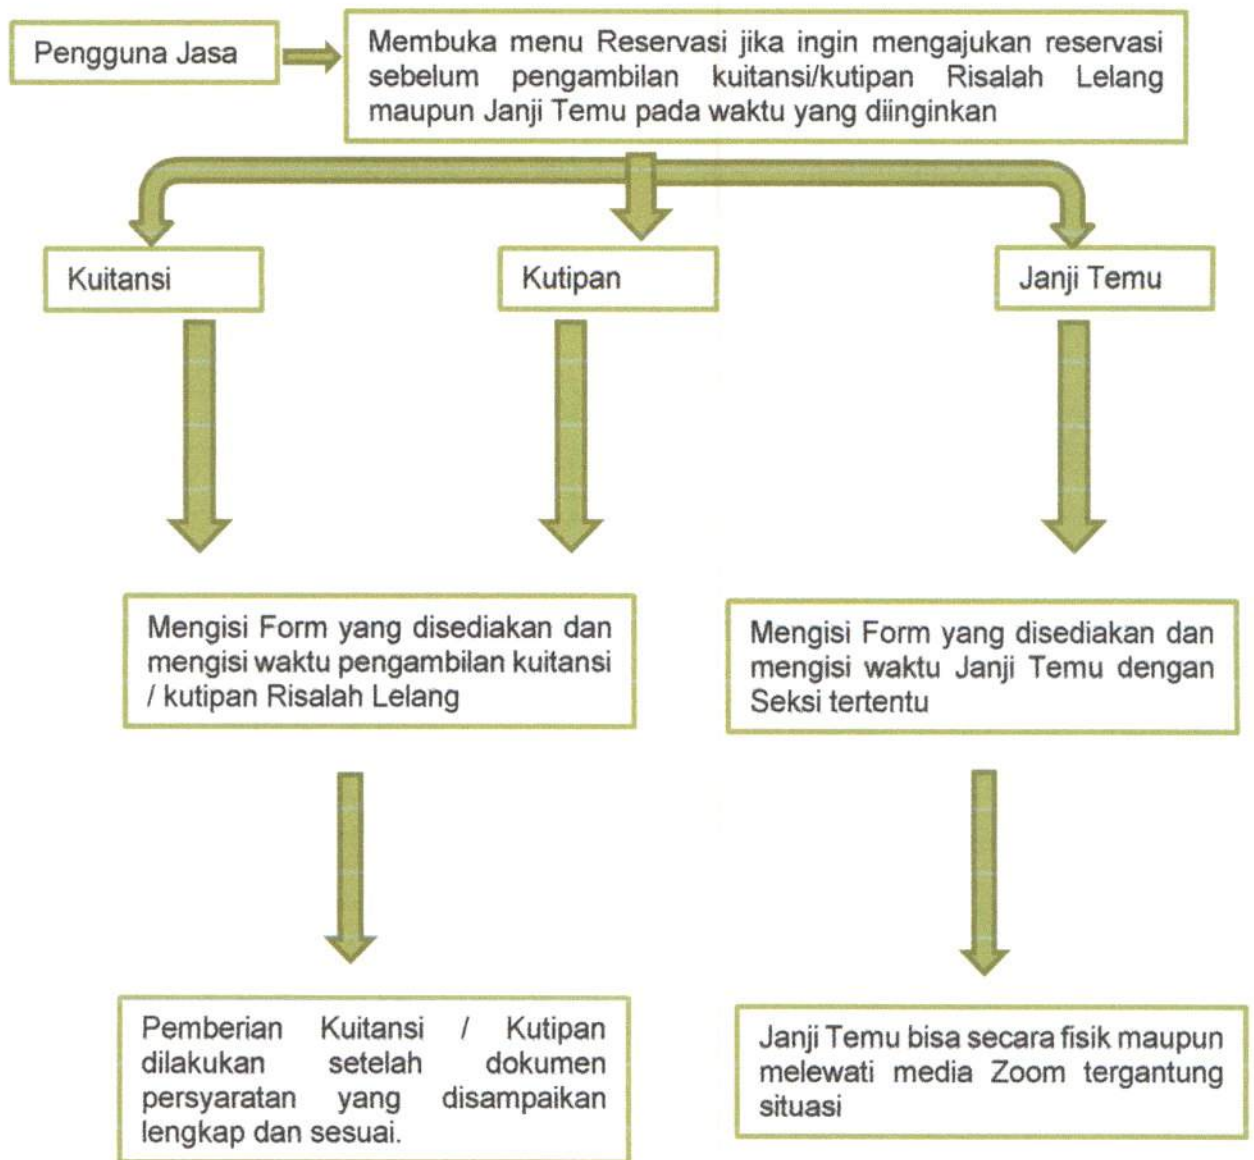 Pengguna Jasa
Membuka menu Reservasi jika ingin mengajukan reservasi
sebelum pengambilan kuitansi/kutipan Risalah Lelang
maupun Janji Temu pada waktu yang diinginkan
Kuitansi
Kutipan
Janji Temu
Mengisi Form yang disediakan dan
mengisi waktu pengambilan kuitansi
/ kutipan Risalah Lelang
Mengisi Form yang disediakan dan
mengisi waktu Janji Temu dengan
Seksi tertentu
Pemberian Kuitansi / Kutipan
dilakukan setelah dokumen
persyaratan yang disampaikan
lengkap dan sesuai.
Janji Temu bisa secara fisik maupun
melewati media Zoom tergantung
situasi